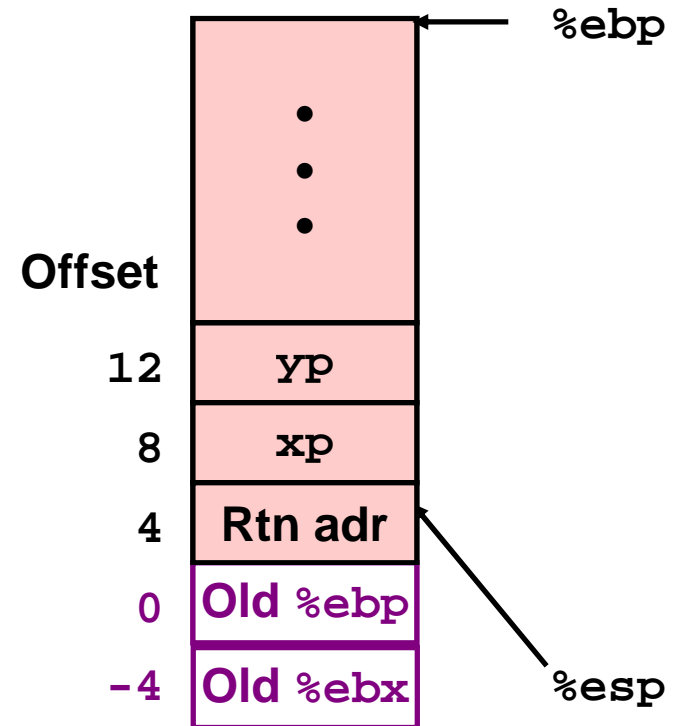 %ebp
Offset
12 yp
8 xp
4 Rtn adr
0 Old %ebp
-4 Old %ebx %esp